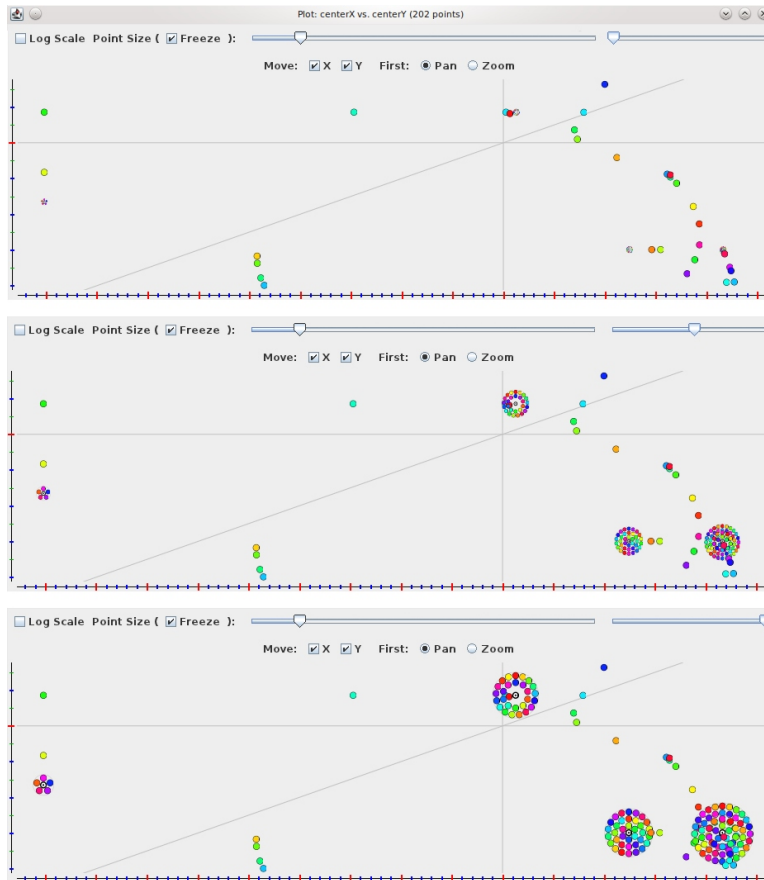 Plot: centerX vs. centerY (202 points)
Log Scale Point Size ( Freeze ):
Move: X Y First: Pan Zoom
Log Scale Point Size ( Freeze ):
Move: X Y First: Pan Zoom
Log Scale Point Size ( Freeze ):
Move: X Y First: Pan Zoom